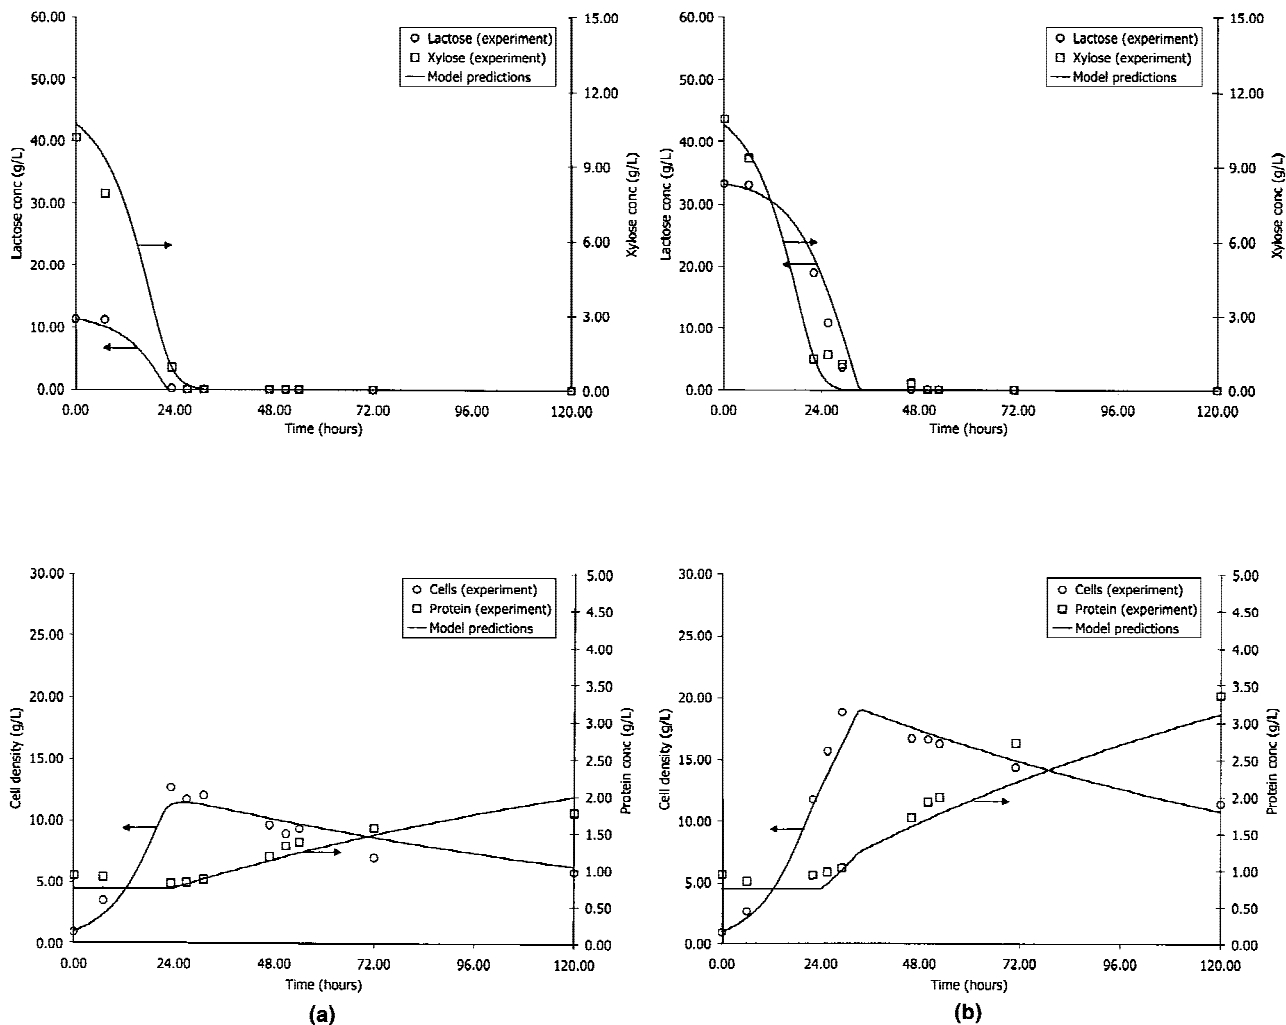 60.00
50.00
40.00
30.00
20.00
10.00
0.00
Lactose conc (g/L)
15.00
12.00
9.00
6.00
3.00
0.00
Xylose conc (g/L)
Lactose (experiment)
Xylose (experiment)
Model predictions
0.00 24.00 48.00 72.00 96.00 120.00
Time (hours)
60.00
50.00
40.00
30.00
20.00
10.00
0.00
Lactose conc (g/L)
15.00
12.00
9.00
6.00
3.00
0.00
Xylose conc (g/L)
Lactose (experiment)
Xylose (experiment)
Model predictions
0.00 24.00 48.00 72.00 96.00 120.00
Time (hours)
30.00
25.00
20.00
15.00
10.00
5.00
0.00
Cell density (g/L)
5.00
4.50
4.00
3.50
3.00
2.50
2.00
1.50
1.00
0.50
0.00
Protein conc (g/L)
Cells (experiment)
Protein (experiment)
Model predictions
0.00 24.00 48.00 72.00 96.00 120.00
Time (hours)
(a)
30.00
25.00
20.00
15.00
10.00
5.00
0.00
Cell density (g/L)
5.00
4.50
4.00
3.50
3.00
2.50
2.00
1.50
1.00
0.50
0.00
Protein conc (g/L)
Cells (experiment)
Protein (experiment)
Model predictions
0.00 24.00 48.00 72.00 96.00 120.00
Time (hours)
(b)